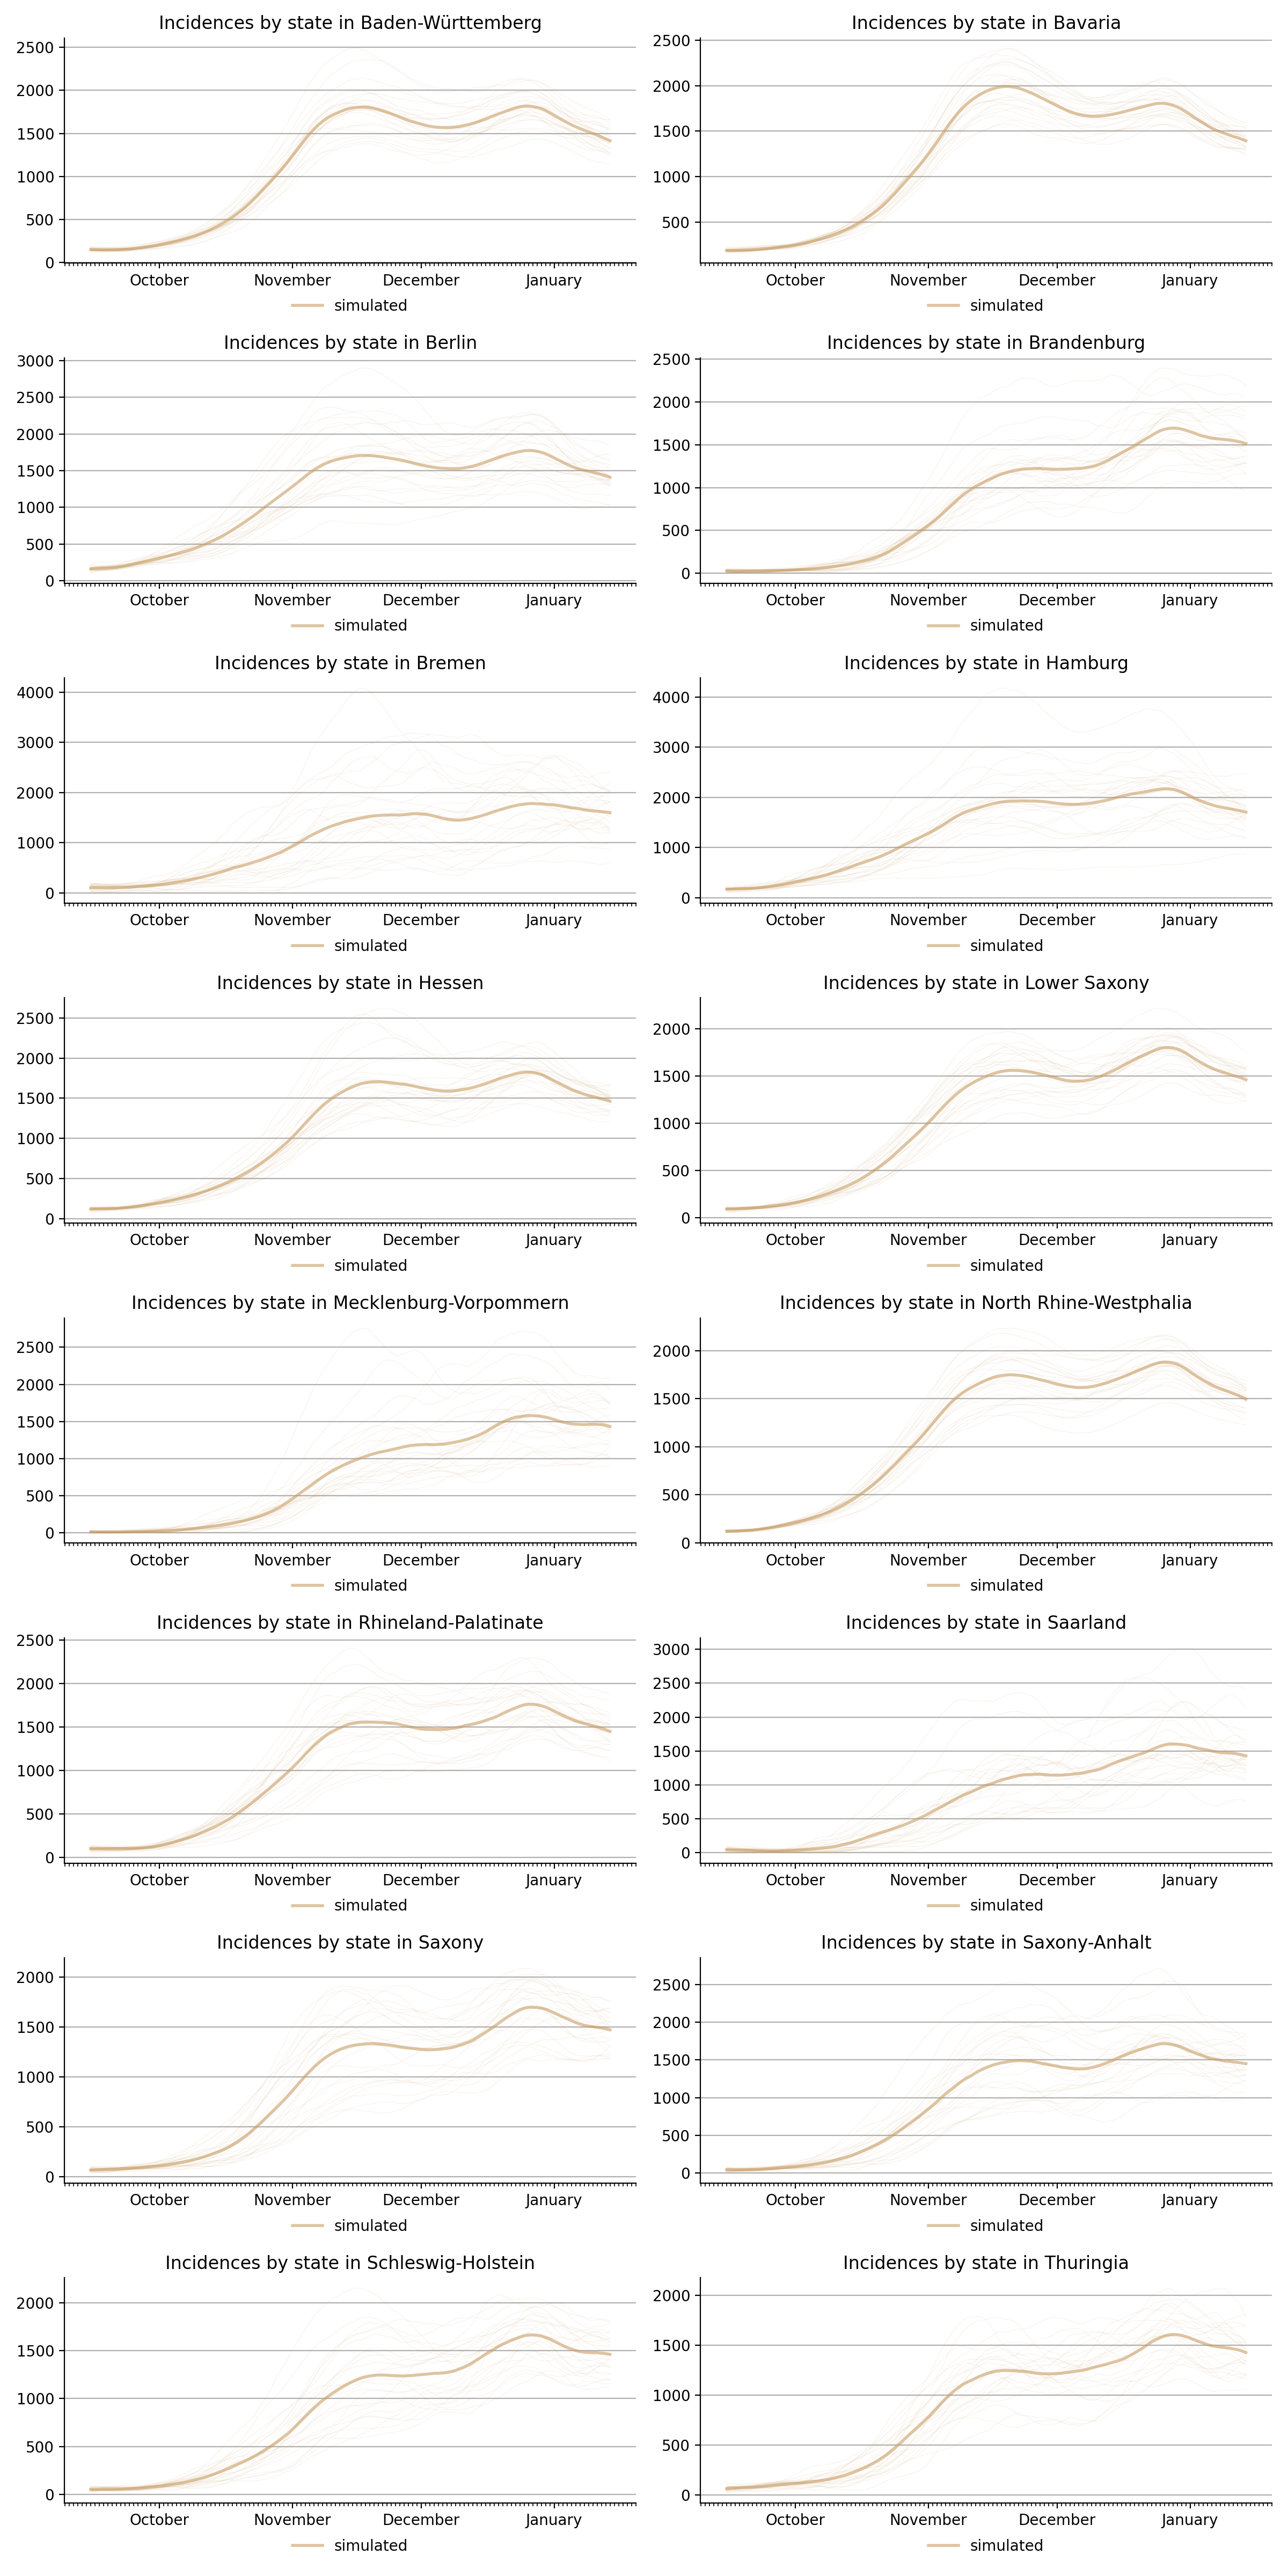 Incidences by state in Baden-Württemberg
2500
2000
1500
1000
500
0
October November December January
simulated
Incidences by state in Bavaria
2500
2000
1500
1000
500
October November December January
simulated
Incidences by state in Berlin
3000
2500
2000
1500
1000
500
0
October November December January
simulated
Incidences by state in Brandenburg
2500
2000
1500
1000
500
0
October November December January
simulated
Incidences by state in Bremen
4000
3000
2000
1000
0
October November December January
simulated
Incidences by state in Hamburg
4000
3000
2000
1000
0
October November December January
simulated
Incidences by state in Hessen
2500
2000
1500
1000
500
0
October November December January
simulated
Incidences by state in Lower Saxony
2000
1500
1000
500
0
October November December January
simulated
Incidences by state in Mecklenburg-Vorpommern
2500
2000
1500
1000
500
0
October November December January
simulated
Incidences by state in North Rhine-Westphalia
2000
1500
1000
500
0
October November December January
simulated
Incidences by state in Rhineland-Palatinate
2500
2000
1500
1000
500
0
October November December January
simulated
Incidences by state in Saarland
3000
2500
2000
1500
1000
500
0
October November December January
simulated
Incidences by state in Saxony
2000
1500
1000
500
0
October November December January
simulated
Incidences by state in Saxony-Anhalt
2500
2000
1500
1000
500
0
October November December January
simulated
Incidences by state in Schleswig-Holstein
2000
1500
1000
500
0
October November December January
simulated
Incidences by state in Thuringia
2000
1500
1000
500
0
October November December January
simulated